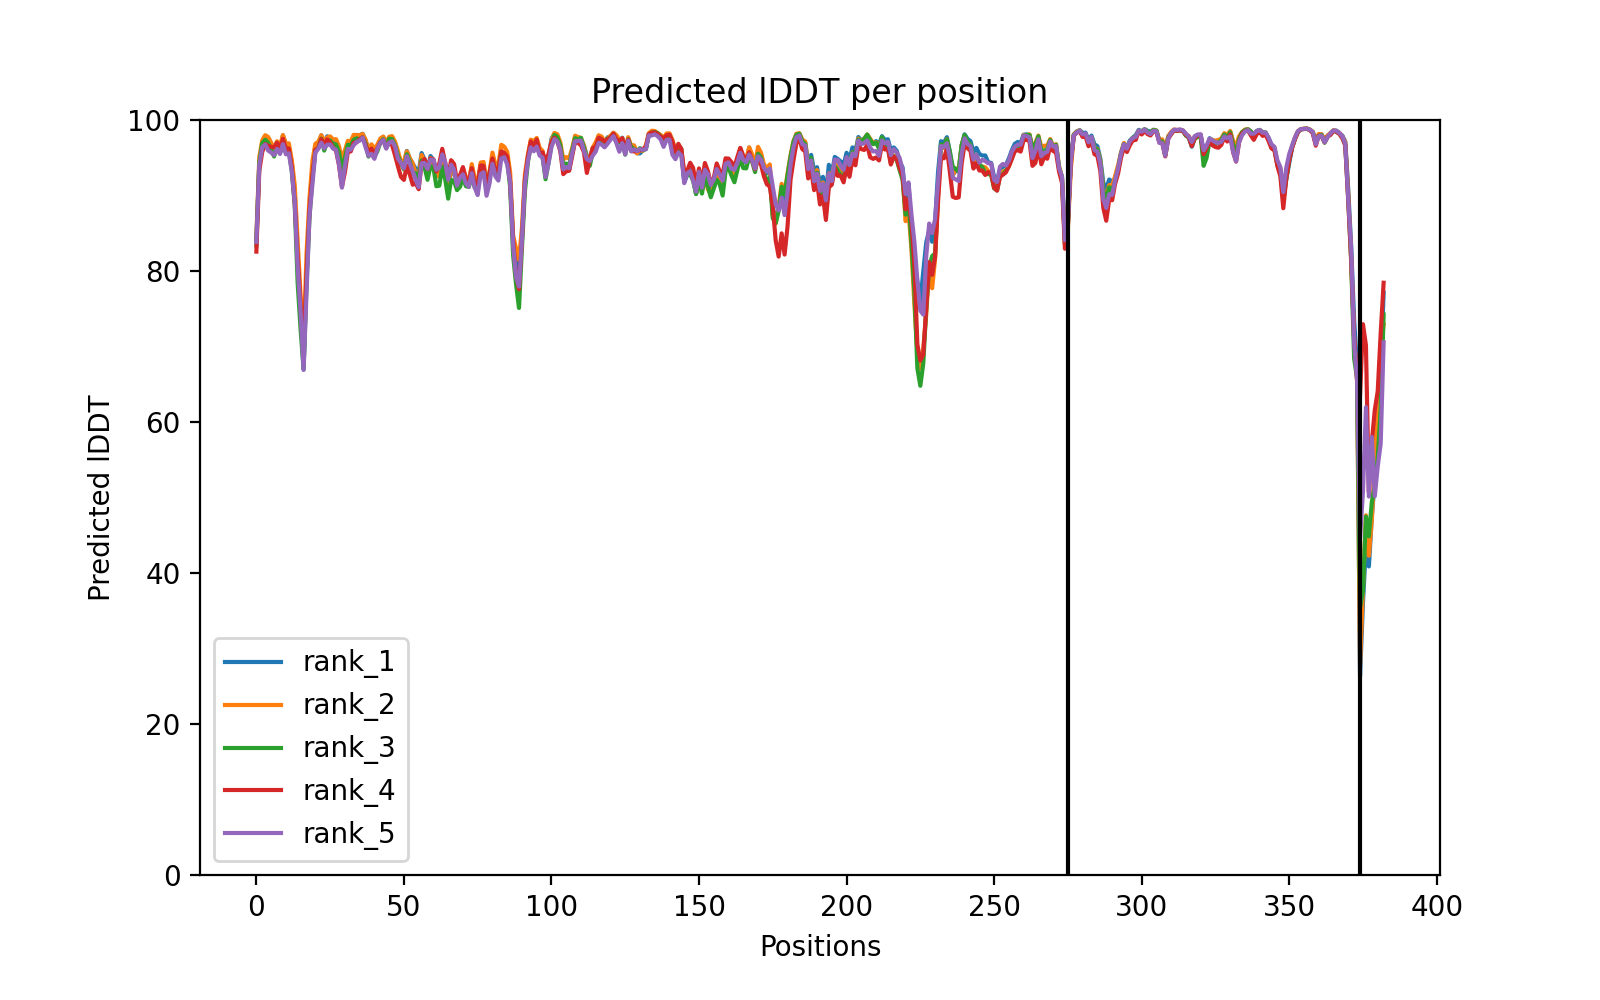 Predicted lDDT per position
100
80
60
40
20
0
Predicted lDDT
rank_1
rank_2
rank_3
rank_4
rank_5
0 50 100 150 200 250 300 350 400
Positions